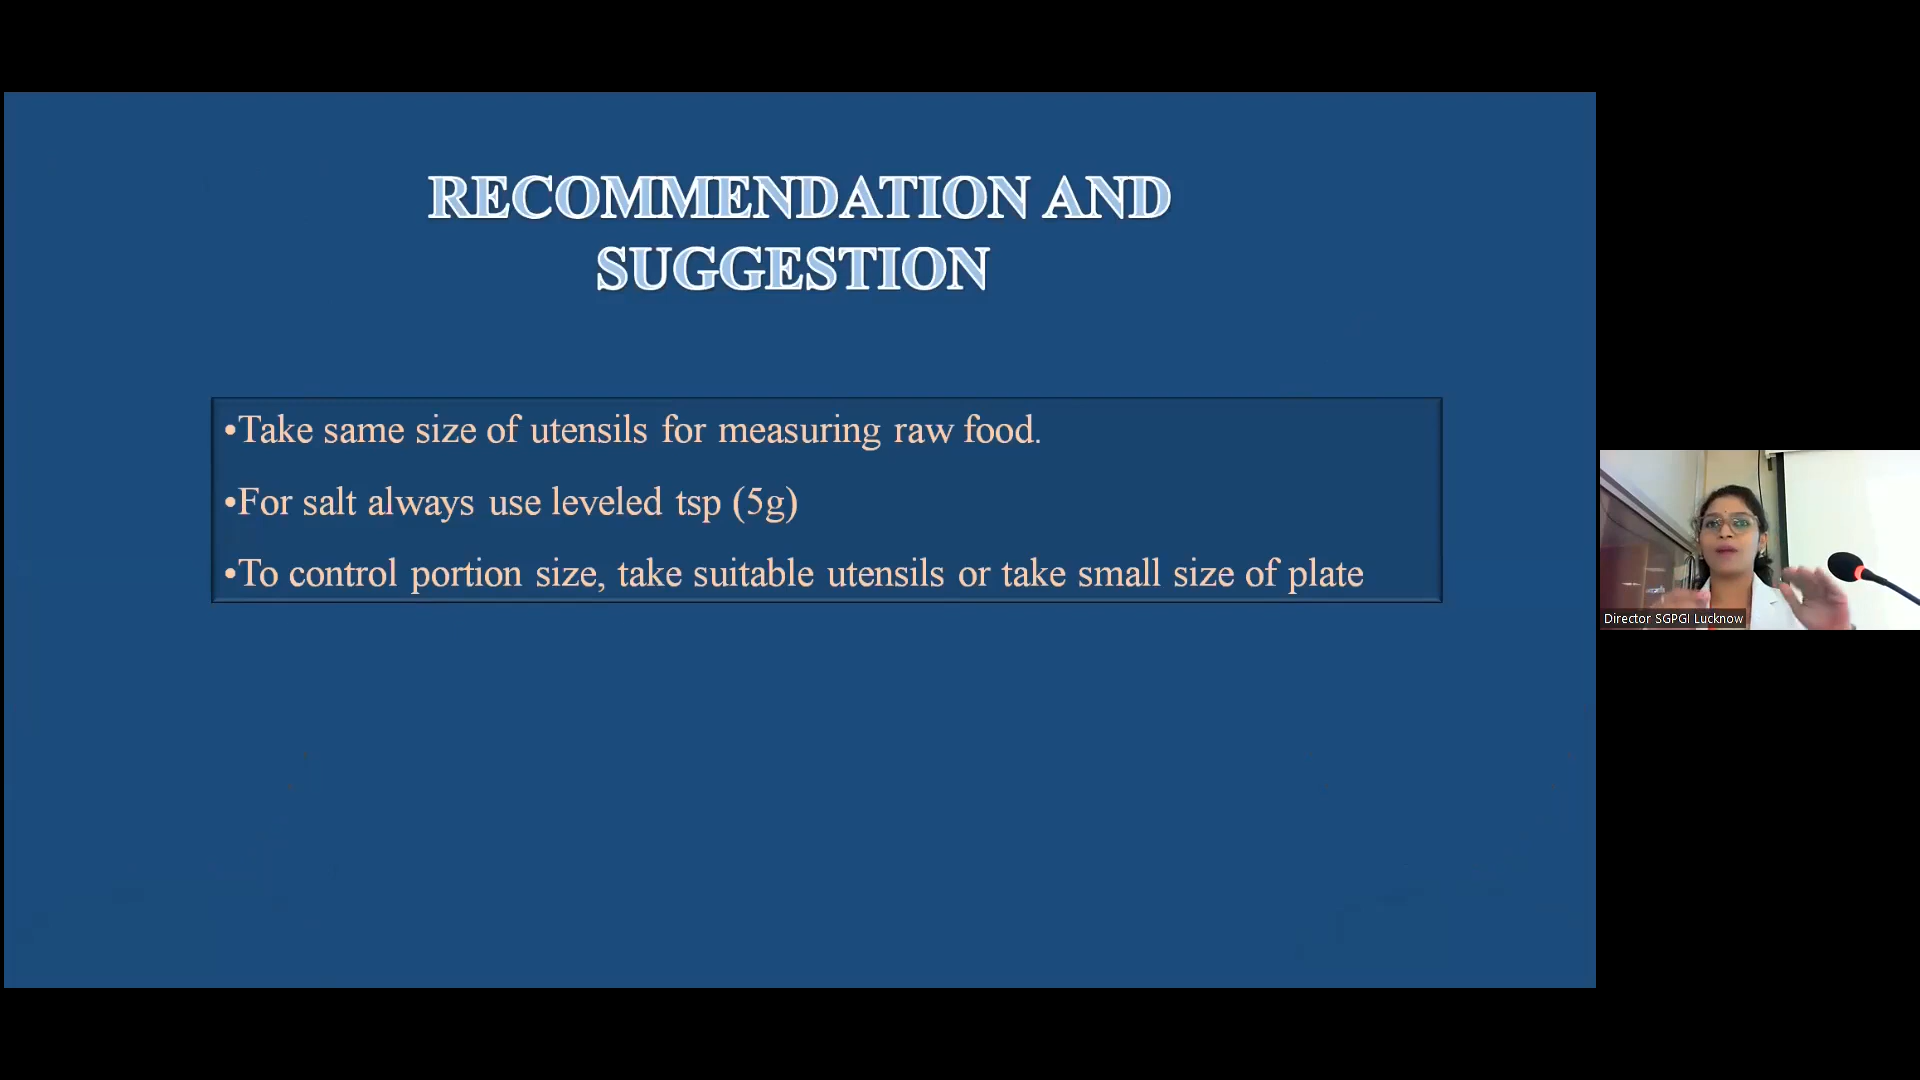 RECOMMENDATION AND
SUGGESTION
•Take same size of utensils for measuring raw food.
•For salt always use leveled tsp (5g)
•To control portion size, take suitable utensils or take small size of plate
Director SGPGI Lucknow